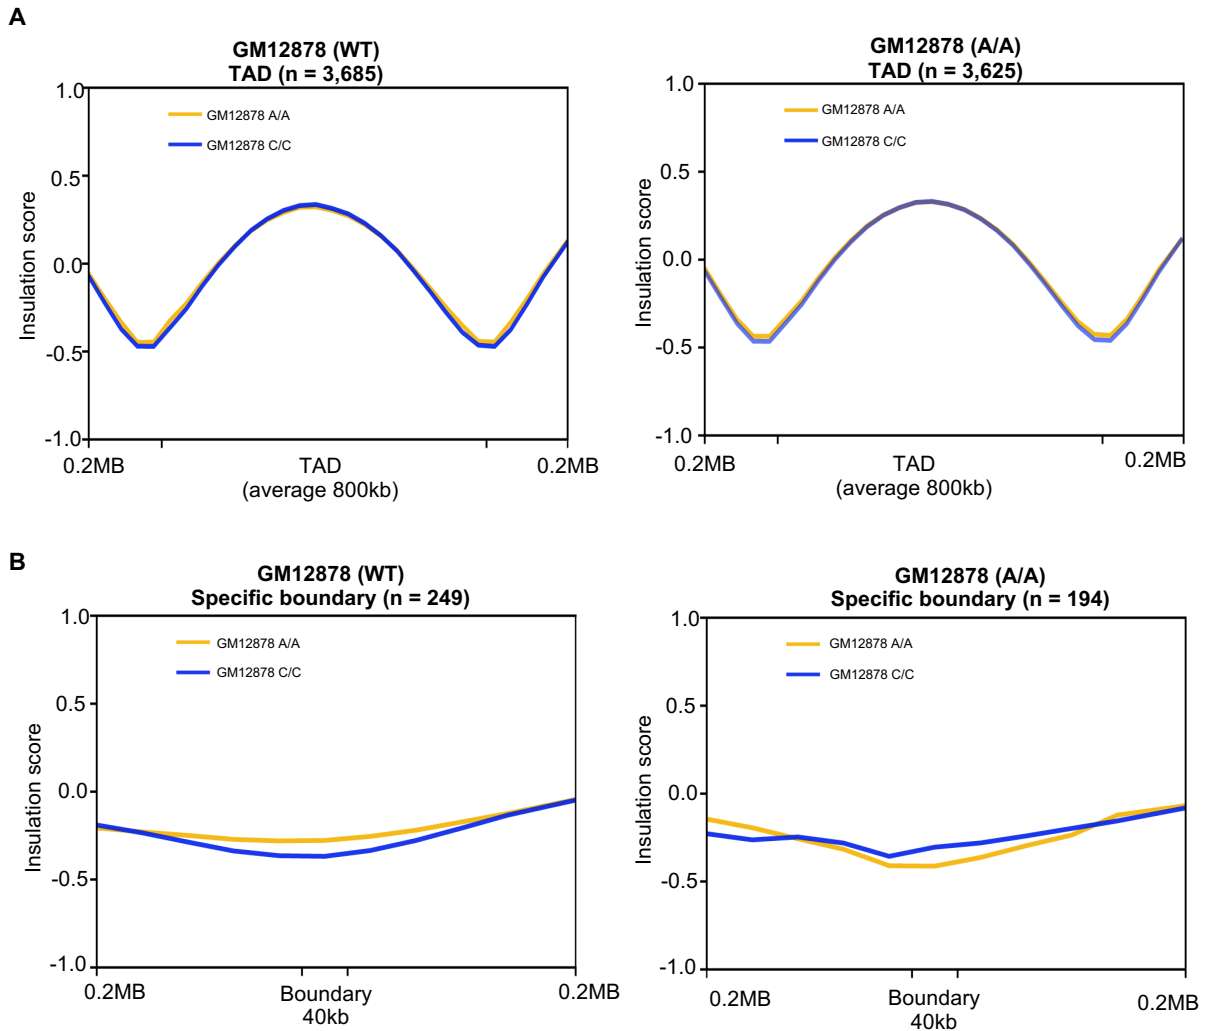 A
GM12878 (WT)
TAD (n = 3,685)
1.0
0.5
0.0
-0.5
-1.0
Insulation score
GM12878 A/A
GM12878 C/C
0.2MB
TAD
(average 800kb)
0.2MB
GM12878 (A/A)
TAD (n = 3,625)
1.0
0.5
0.0
-0.5
-1.0
Insulation score
GM12878 A/A
GM12878 C/C
0.2MB
TAD
(average 800kb)
0.2MB
B
GM12878 (WT)
Specific boundary (n = 249)
1.0
0.5
0.0
-0.5
-1.0
Insulation score
GM12878 A/A
GM12878 C/C
0.2MB
Boundary
40kb
0.2MB
GM12878 (A/A)
Specific boundary (n = 194)
1.0
0.5
0.0
-0.5
-1.0
Insulation score
GM12878 A/A
GM12878 C/C
0.2MB
Boundary
40kb
0.2MB